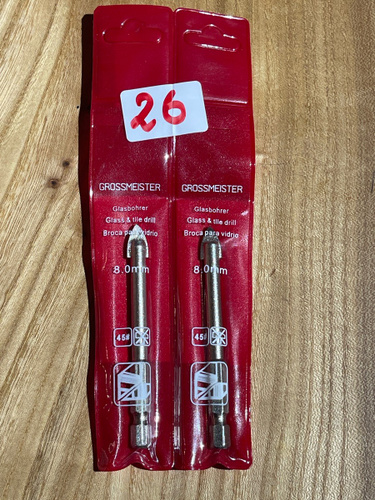 26
GROSSMEISTER
Glasbohrer
Glass & tile drill
Broca para vidrio
8.0mm
45#
GROSSMEISTER
Glasbohrer
Glass & tile drill
Broca para vidrio
8.0mm
45#